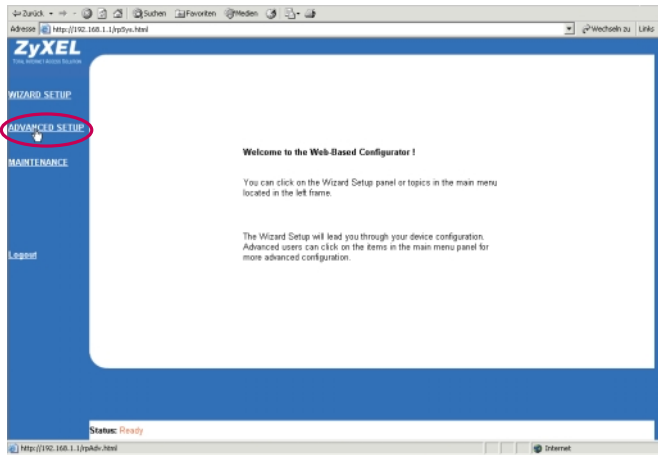 Zurück
Suchen Favoriten Medien
Adresse http://192.168.1.1/rpSys.html Wechseln zu Links
ZyXEL
TOTAL INTERNET ACCESS SOLUTION
WIZARD SETUP
ADVANCED SETUP
MAINTENANCE
Logout
Welcome to the Web-Based Configurator !
You can click on the Wizard Setup panel or topics in the main menu
located in the left frame.
The Wizard Setup will lead you through your device configuration.
Advanced users can click on the items in the main menu panel for
more advanced configuration.
Status: Ready
http://192.168.1.1/rpAdv.html Internet